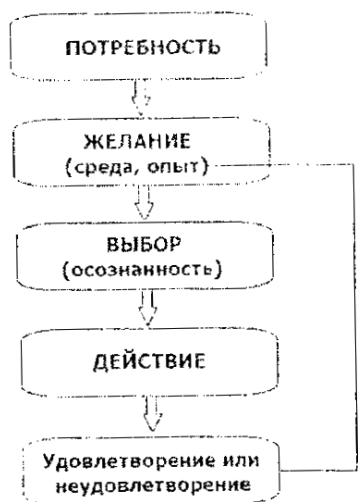 ПОТРЕБНОСТЬ
ЖЕЛАНИЕ
(среда, опыт)
ВЫБОР
(осознанность)
ДЕЙСТВИЕ
Удовлетворение или
неудовлетворение